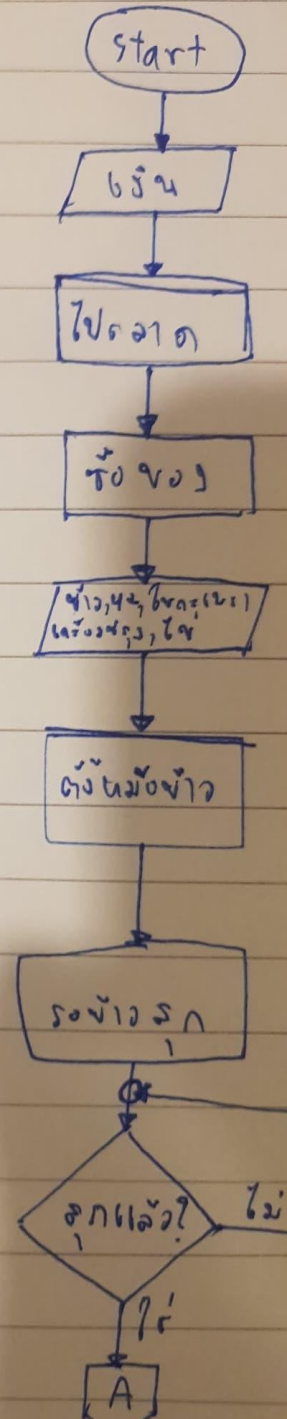 start
เงิน
ไปตลาด
ซื้อของ
ข้าว,หมู,ใบกะเพรา
เครื่องปรุง,ไข่
ตั้งหม้อข้าว
รอข้าวสุก
สุกแล้ว?
ไม่
ใช่
A